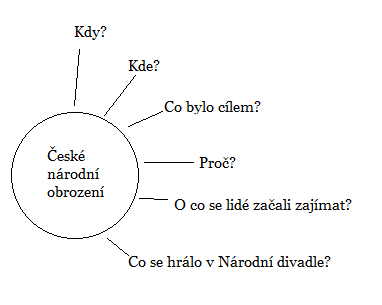 Kdy?
Kde?
Co bylo cílem?
České
národní
obrození
Proč?
O co se lidé začali zajímat?
Co se hrálo v Národní divadle?